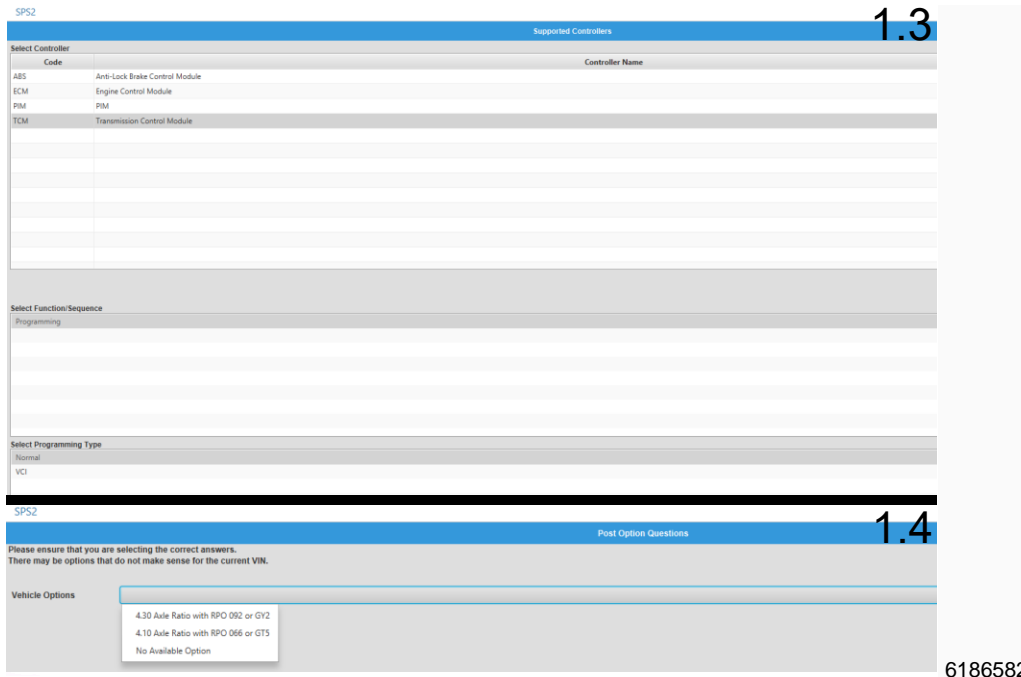 SPS2
1.3
Supported Controllers
Select Controller
Code Controller Name
ABS Anti-Lock Brake Control Module
ECM Engine Control Module
PIM PIM
TCM Transmission Control Module
Select Function/Sequence
Programming
Select Programming Type
Normal
VCI
SPS2
1.4
Post Option Questions
Please ensure that you are selecting the correct answers.
There may be options that do not make sense for the current VIN.
Vehicle Options
4.30 Axle Ratio with RPO 092 or GY2
4.10 Axle Ratio with RPO 066 or GT5
No Available Option
6186582